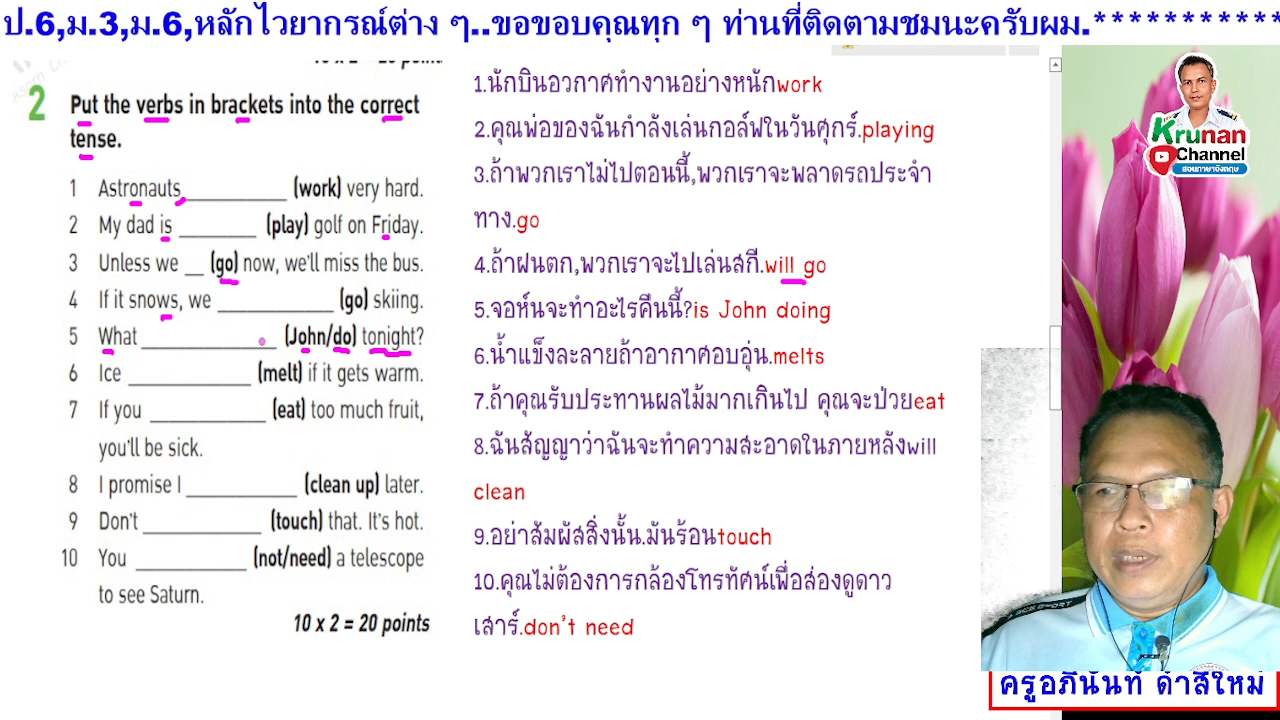 ป.6,ม.3,ม.6,หลักไวยากรณ์ต่าง ๆ..ขอขอบคุณทุก ๆ ท่านที่ติดตามชมนะครับผม.***********
2 Put the verbs in brackets into the correct
tense.
1 Astronauts ____________ (work) very hard.
2 My dad is _________ (play) golf on Friday.
3 Unless we __ (go) now, we'll miss the bus.
4 If it snows, we ______________ (go) skiing.
5 What ________________ (John/do) tonight?
6 Ice ______________ (melt) if it gets warm.
7 If you _____________ (eat) too much fruit,
you'll be sick.
8 I promise I _____________ (clean up) later.
9 Don't ______________ (touch) that. It's hot.
10 You _____________ (not/need) a telescope
to see Saturn.
10 x 2 = 20 points
1.นักบินอวกาศทำงานอย่างหนักwork
2.คุณพ่อของฉันกำลังเล่นกอล์ฟในวันศุกร์.playing
3.ถ้าพวกเราไม่ไปตอนนี้,พวกเราจะพลาดรถประจำ
ทาง.go
4.ถ้าฝนตก,พวกเราจะไปเล่นสกี.will go
5.จอห์นจะทำอะไรคืนนี้?is John doing
6.น้ำแข็งละลายถ้าอากาศอบอุ่น.melts
7.ถ้าคุณรับประทานผลไม้มากเกินไป คุณจะป่วยeat
8.ฉันสัญญาว่าฉันจะทำความสะอาดในภายหลังwill
clean
9.อย่าสัมผัสสิ่งนั้น.มันร้อนtouch
10.คุณไม่ต้องการกล้องโทรทัศน์เพื่อส่องดูดาว
เสาร์.don't need
Krunan
Channel
สอนภาษาอังกฤษ
ครูอภินันท์ ดำสีใหม่